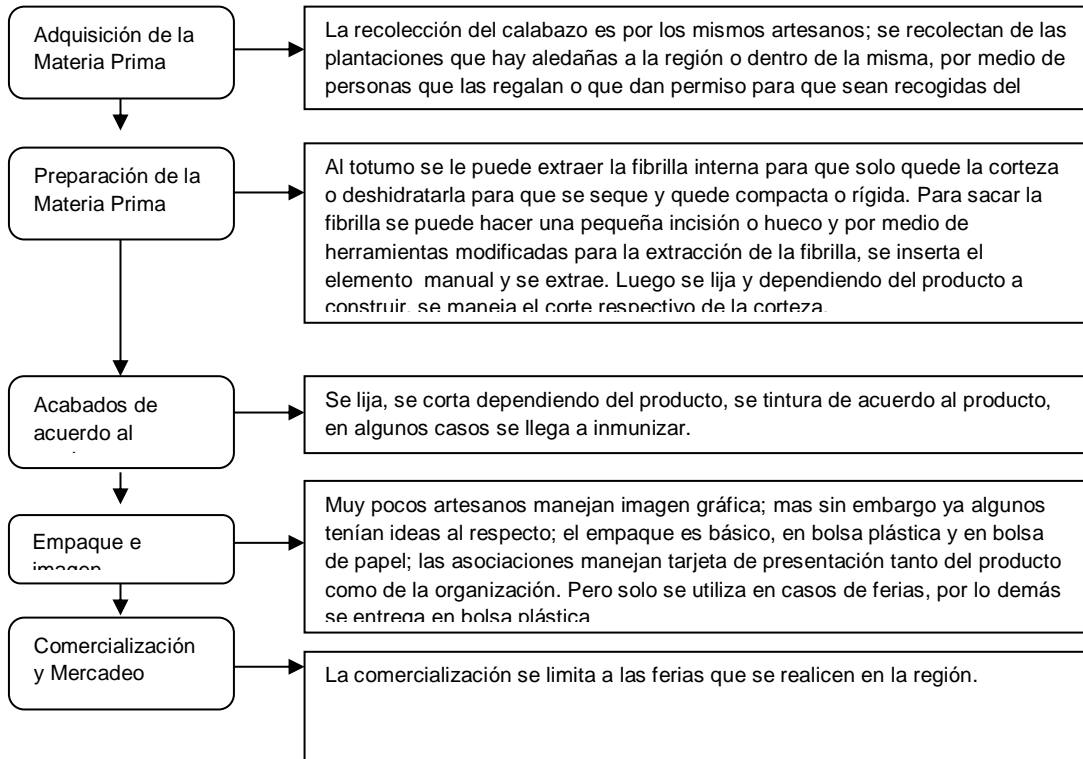 Adquisición de la
Materia Prima
La recolección del calabazo es por los mismos artesanos; se recolectan de las
plantaciones que hay aledañas a la región o dentro de la misma, por medio de
personas que las regalan o que dan permiso para que sean recogidas del
Preparación de la
Materia Prima
Al totumo se le puede extraer la fibrilla interna para que solo quede la corteza
o deshidratarla para que se seque y quede compacta o rígida. Para sacar la
fibrilla se puede hacer una pequeña incisión o hueco y por medio de
herramientas modificadas para la extracción de la fibrilla, se inserta el
elemento manual y se extrae. Luego se lija y dependiendo del producto a
construir, se maneja el corte respectivo de la corteza.
Acabados de
acuerdo al
Se lija, se corta dependiendo del producto, se tintura de acuerdo al producto,
en algunos casos se llega a inmunizar.
Empaque e
imagen
Muy pocos artesanos manejan imagen gráfica; mas sin embargo ya algunos
tenían ideas al respecto; el empaque es básico, en bolsa plástica y en bolsa
de papel; las asociaciones manejan tarjeta de presentación tanto del producto
como de la organización. Pero solo se utiliza en casos de ferias, por lo demás
se entrega en bolsa plástica
Comercialización
y Mercadeo
La comercialización se limita a las ferias que se realicen en la región.